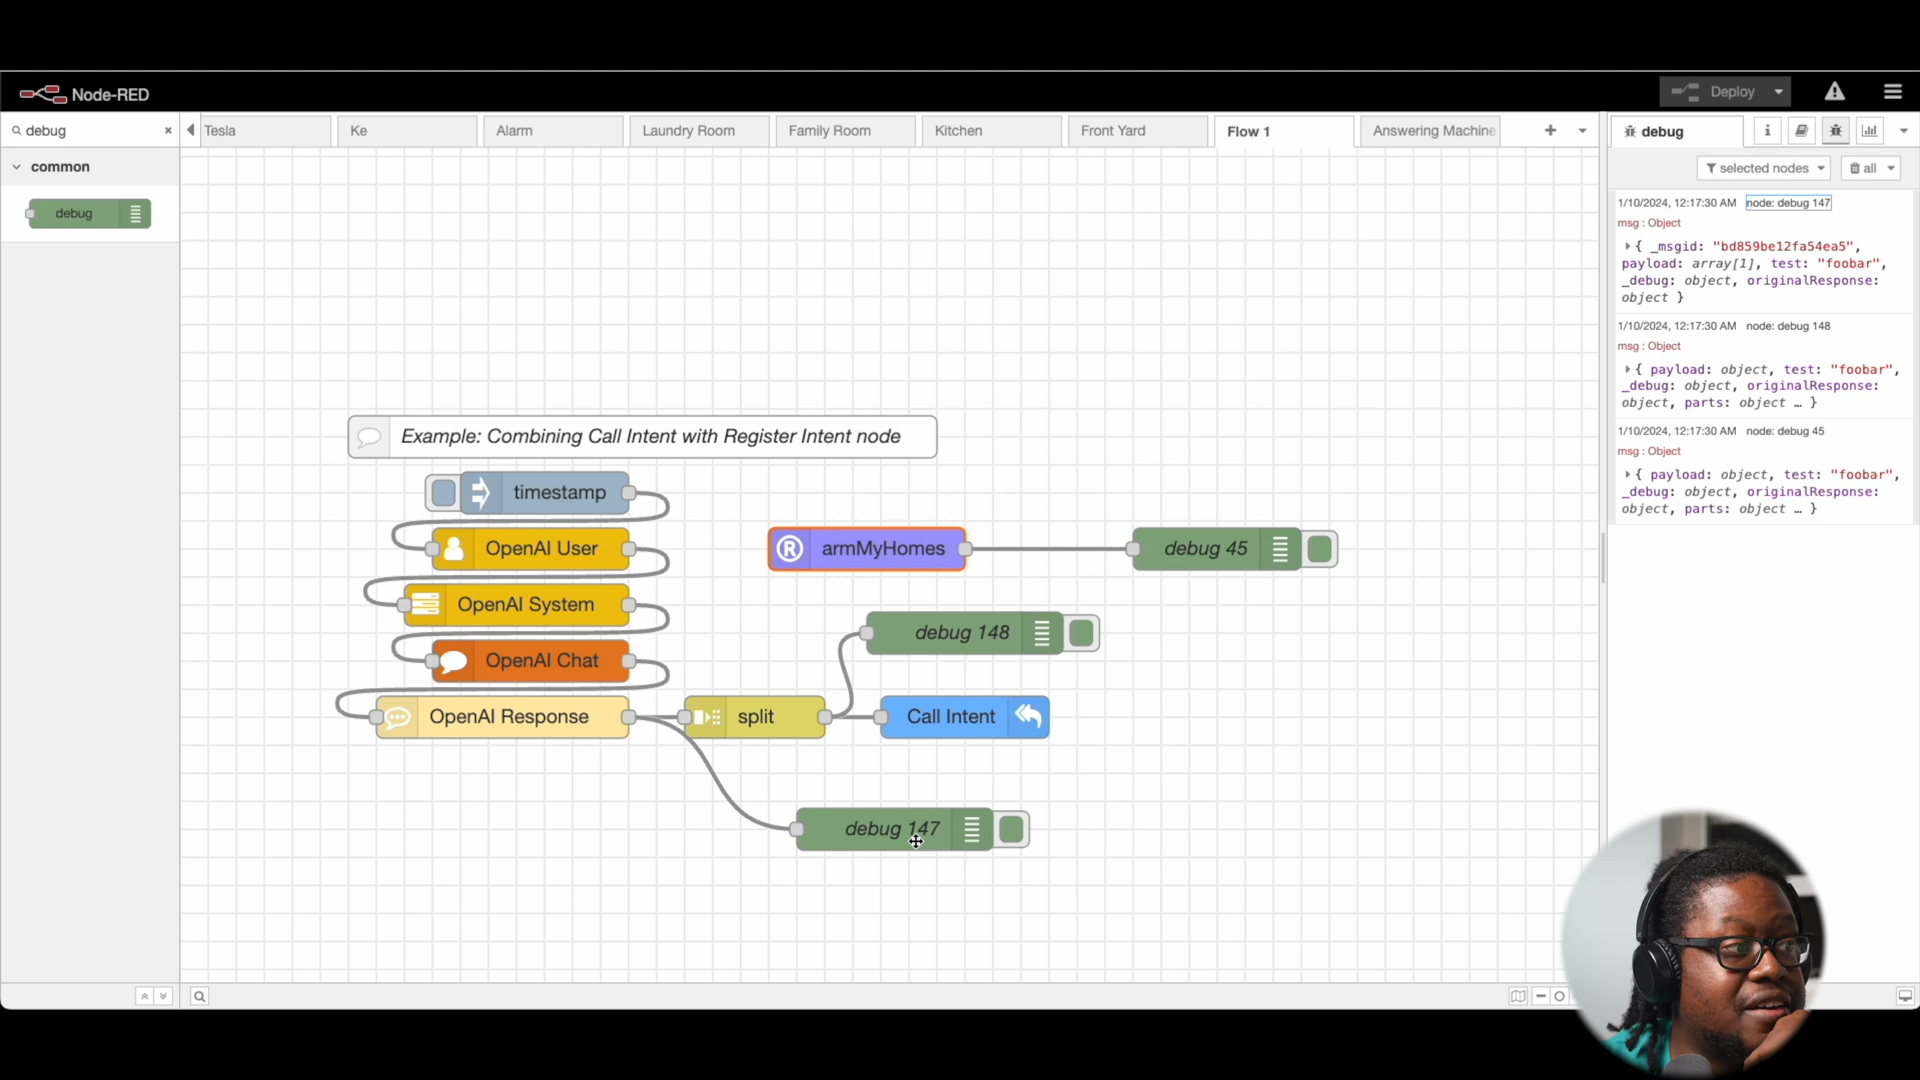 Node-RED
Deploy
debug
Tesla
Ke
Alarm
Laundry Room
Family Room
Kitchen
Front Yard
Flow 1
Answering Machine
debug
common
debug
selected nodes
all
1/10/2024, 12:17:30 AM node: debug 147
msg : Object
{ _msgid: "bd859be12fa54ea5",
payload: array[1], test: "foobar",
_debug: object, originalResponse:
object }
1/10/2024, 12:17:30 AM node: debug 148
msg : Object
{ payload: object, test: "foobar",
_debug: object, originalResponse:
object, parts: object … }
1/10/2024, 12:17:30 AM node: debug 45
msg : Object
{ payload: object, test: "foobar",
_debug: object, originalResponse:
object, parts: object … }
Example: Combining Call Intent with Register Intent node
timestamp
OpenAI User
OpenAI System
OpenAI Chat
OpenAI Response
armMyHomes
debug 45
debug 148
split
Call Intent
debug 147